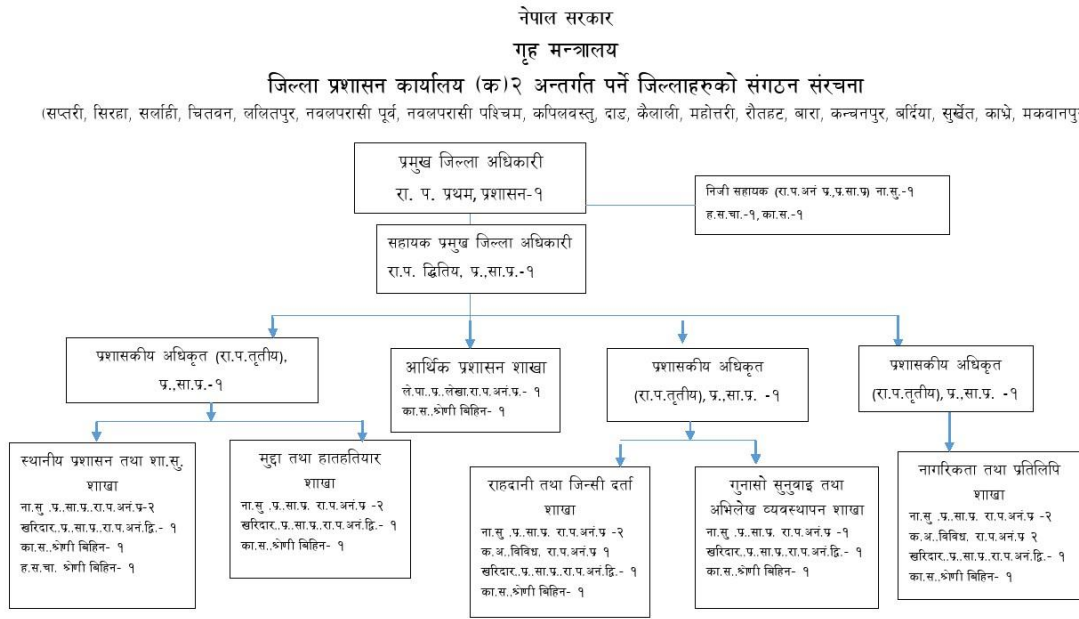 नेपाल सरकार
गृह मन्त्रालय
जिल्ला प्रशासन कार्यालय (क)२ अन्तर्गत पर्ने जिल्लाहरुको संगठन संरचना
(सप्तरी, सिरहा, सर्लाही, चितवन, ललितपुर, नवलपरासी पूर्व, नवलपरासी पश्चिम, कपिलवस्तु, दाङ, कैलाली, महोत्तरी, रौतहट, बारा, कन्चनपुर, बर्दिया, सुर्खेत, काभ्रे, मकवानपुर
प्रमुख जिल्ला अधिकारी
रा. प. प्रथम, प्रशासन-१
निजी सहायक (रा.प.अनं प्र.,प्र.सा.प्र) ना.सु.-१
ह.स.चा.-१, का.स.-१
सहायक प्रमुख जिल्ला अधिकारी
रा.प. द्धितिय, प्र.,सा.प्र.-१
प्रशासकीय अधिकृत (रा.प.तृतीय),
प्र.,सा.प्र.-१
आर्थिक प्रशासन शाखा
ले.पा..प्र..लेखा.रा.प.अनं.प्र.- १
का.स..श्रेणी बिहिन- १
प्रशासकीय अधिकृत
(रा.प.तृतीय), प्र.,सा.प्र. -१
प्रशासकीय अधिकृत
(रा.प.तृतीय), प्र.,सा.प्र. -१
स्थानीय प्रशासन तथा शा.सु.
शाखा
ना.सु .प्र..सा.प्र..रा.प.अनं.प्र-२
खरिदार..प्र..सा.प्र..रा.प.अनं.द्वि.- १
का.स..श्रेणी बिहिन- १
ह.स.चा. श्रेणी बिहिन- १
मुद्दा तथा हातहतियार
शाखा
ना.सु .प्र..सा.प्र. रा.प.अनं.प्र -२
खरिदार..प्र..सा.प्र..रा.प.अनं.द्वि.- १
का.स..श्रेणी बिहिन- १
राहदानी तथा जिन्सी दर्ता
शाखा
ना.सु .प्र..सा.प्र. रा.प.अनं.प्र -२
क.अ..विविध. रा.प.अनं.प्र १
खरिदार..प्र..सा.प्र..रा.प.अनं.द्वि.- १
का.स..श्रेणी बिहिन- १
गुनासो सुनुवाइ तथा
अभिलेख व्यवस्थापन शाखा
ना.सु .प्र..सा.प्र. रा.प.अनं.प्र -१
खरिदार..प्र..सा.प्र..रा.प.अनं.द्वि.- १
का.स..श्रेणी बिहिन- १
नागरिकता तथा प्रतिलिपि
शाखा
ना.सु .प्र..सा.प्र. रा.प.अनं.प्र -२
क.अ..विविध. रा.प.अनं.प्र २
खरिदार..प्र..सा.प्र..रा.प.अनं.द्वि.- १
का.स..श्रेणी बिहिन- १